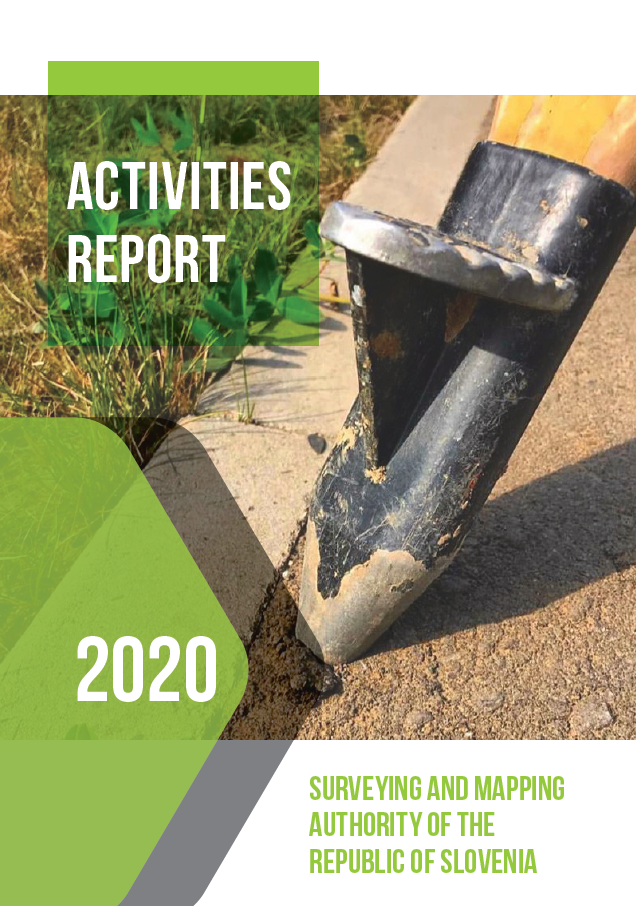 ACTIVITIES
REPORT
2020
SURVEYING AND MAPPING
AUTHORITY OF THE
REPUBLIC OF SLOVENIA